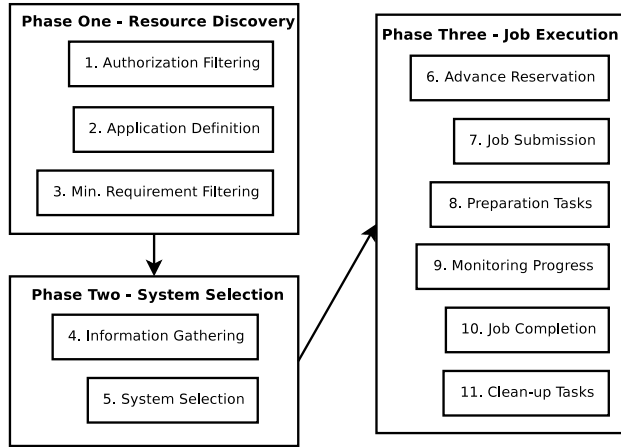 Phase One - Resource Discovery
1. Authorization Filtering
2. Application Definition
3. Min. Requirement Filtering
Phase Two - System Selection
4. Information Gathering
5. System Selection
Phase Three - Job Execution
6. Advance Reservation
7. Job Submission
8. Preparation Tasks
9. Monitoring Progress
10. Job Completion
11. Clean-up Tasks